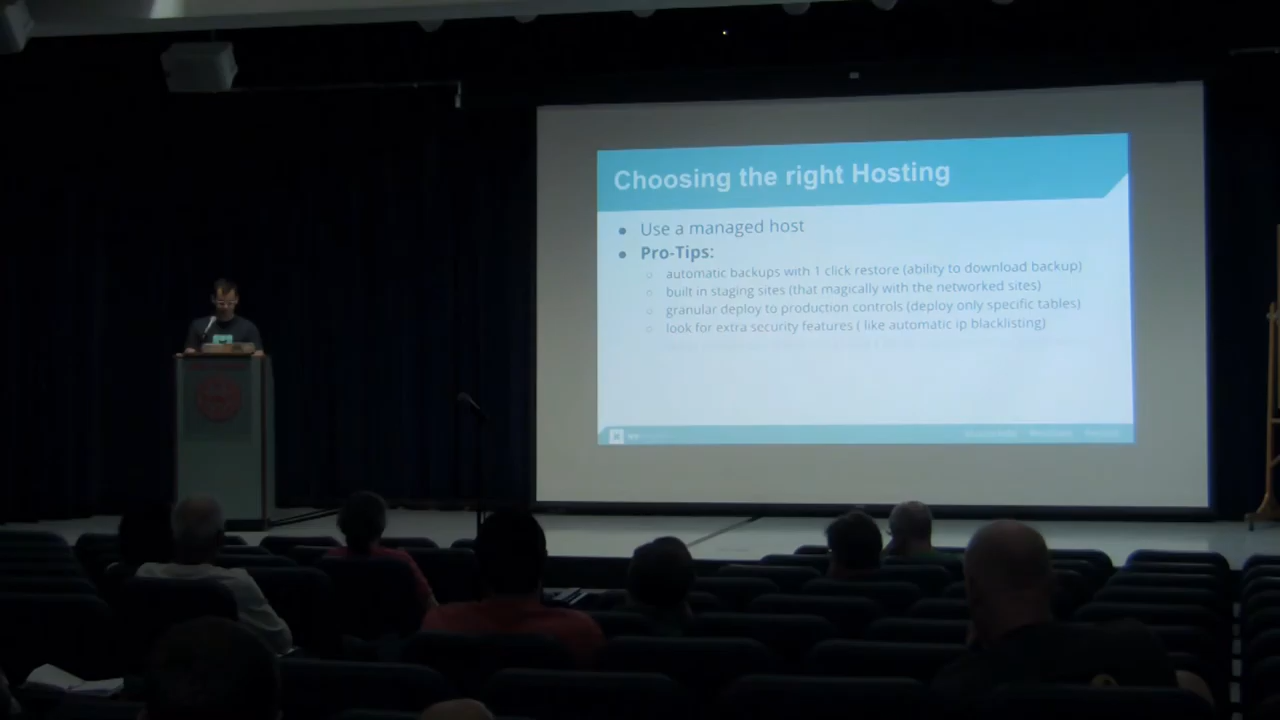 Choosing the right Hosting
● Use a managed host
● Pro-Tips:
○ automatic backups with 1 click restore (ability to download backup)
○ built in staging sites (that magically with the networked sites)
○ granular deploy to production controls (deploy only specific tables)
○ look for extra security features ( like automatic ip blacklisting)